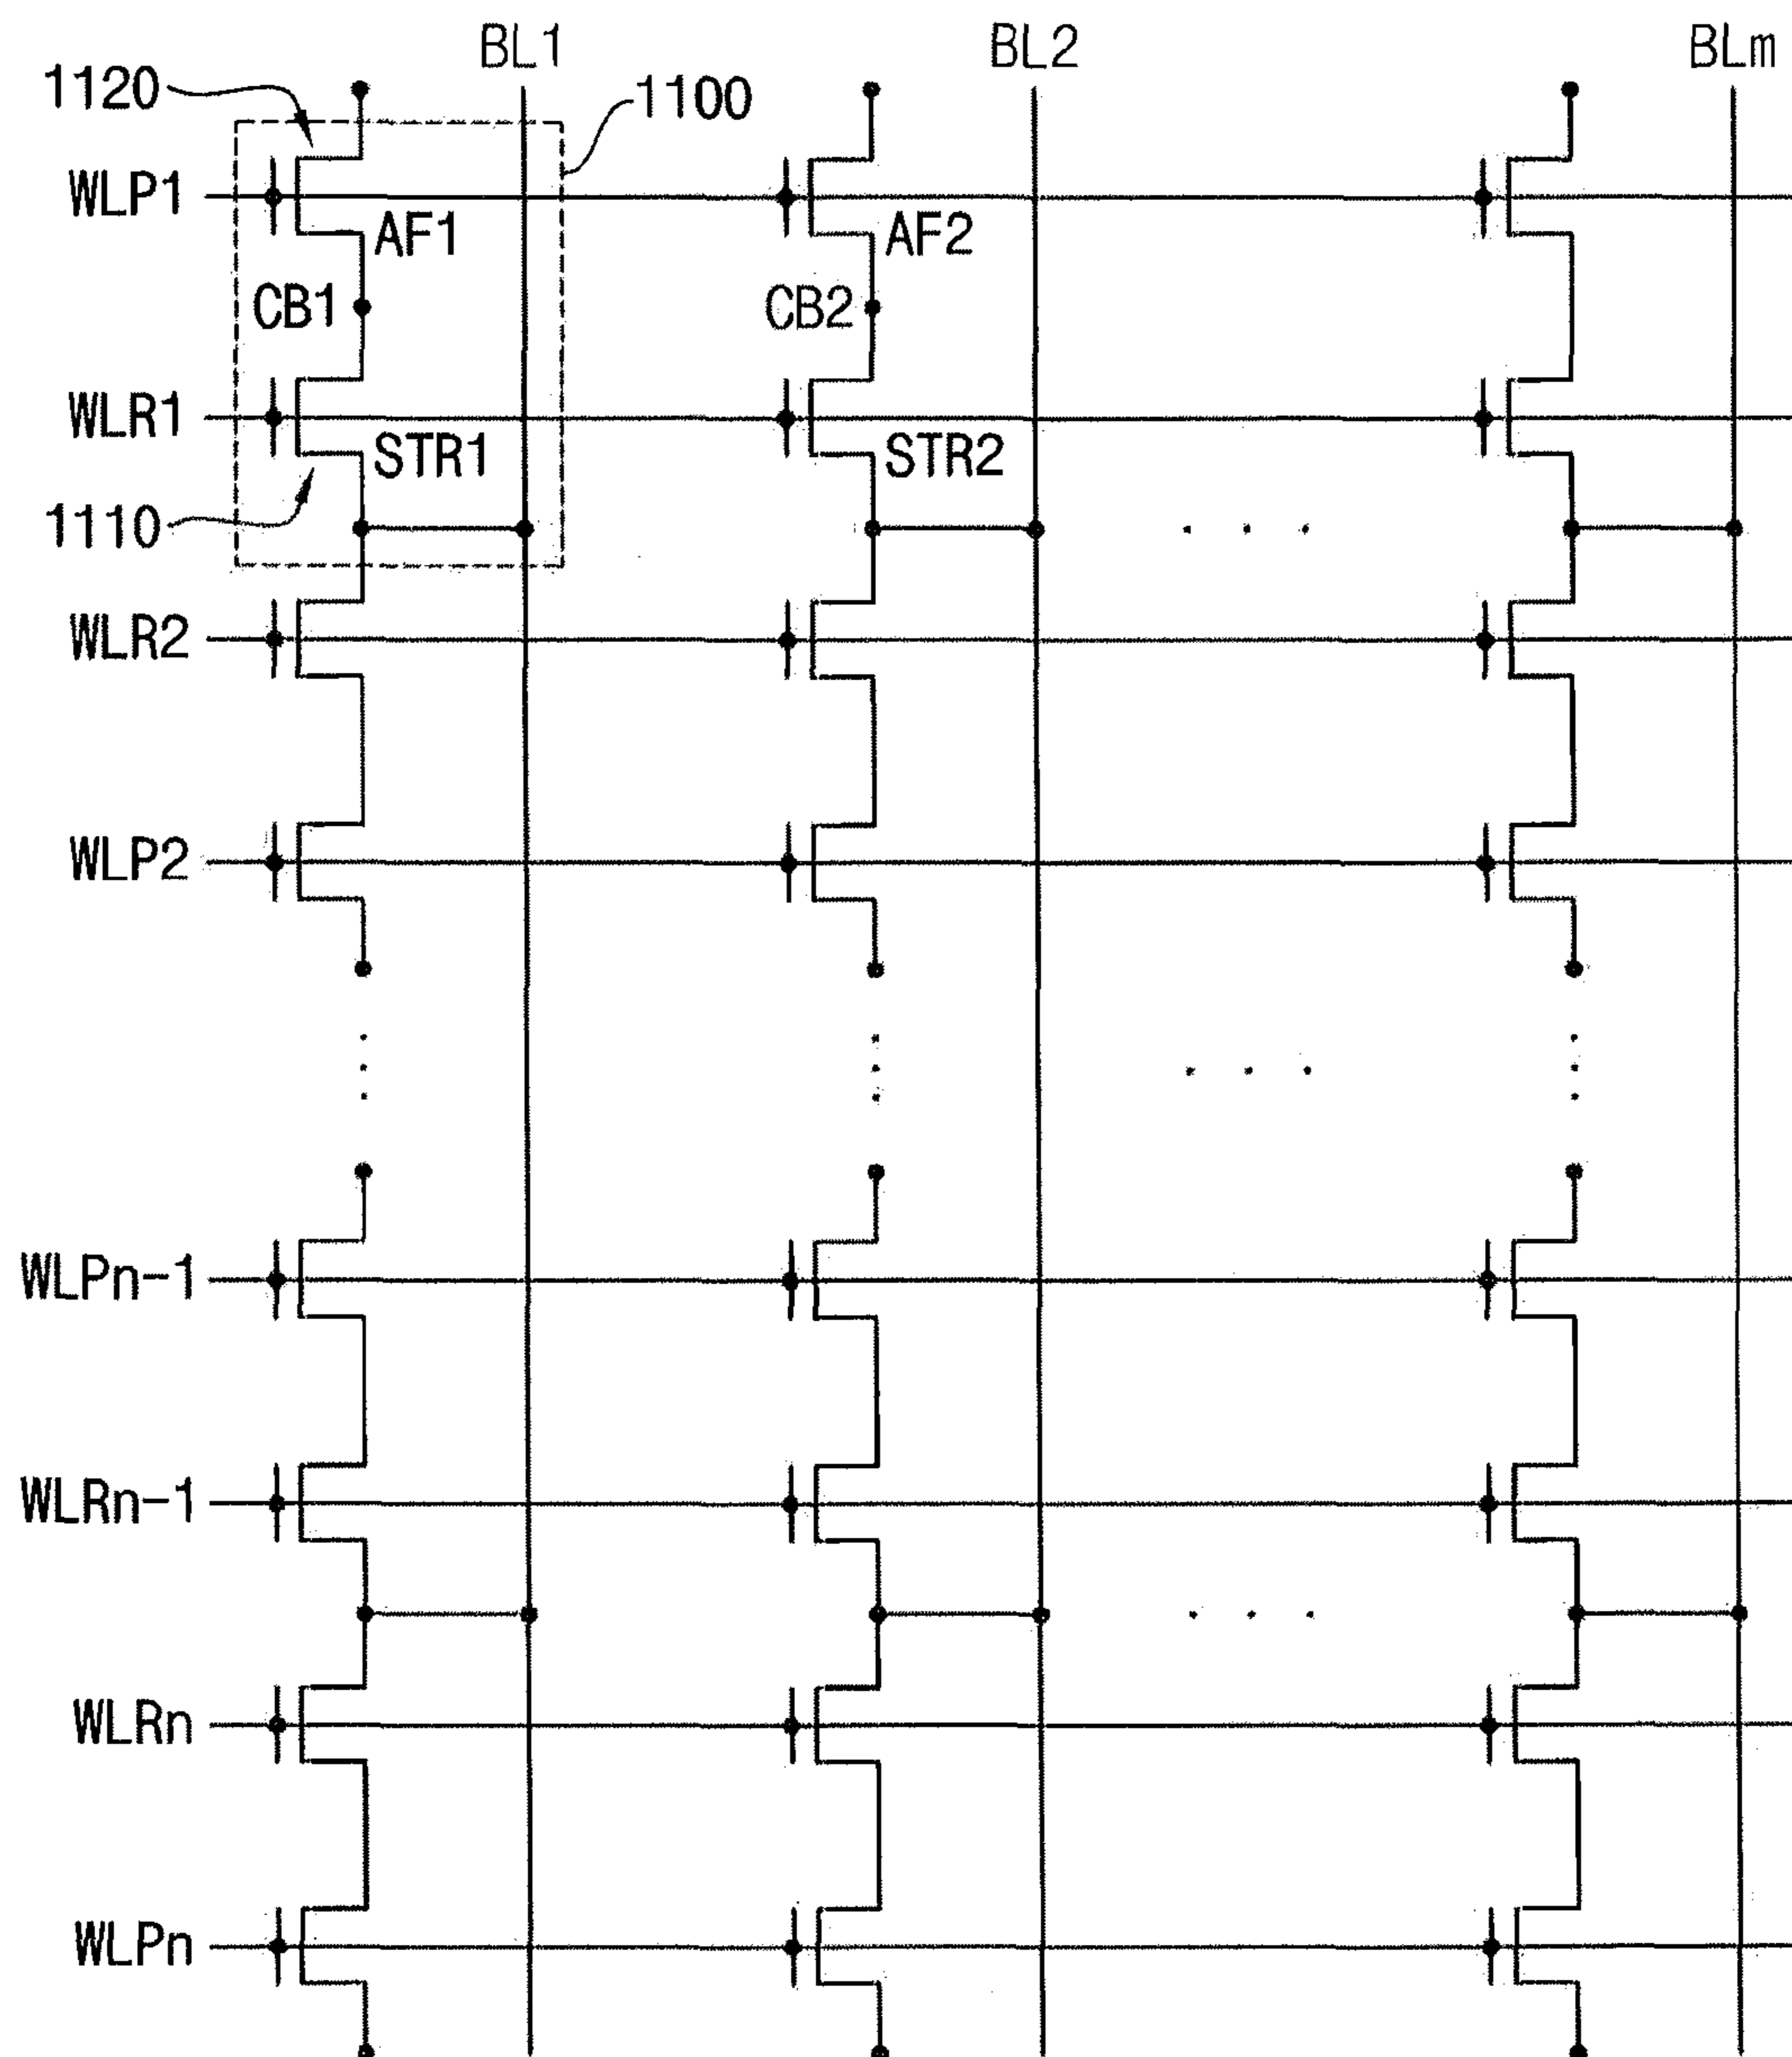 BL1 BL2 BLm
1120 1100
WLP1 AF1 AF2
CB1 CB2
WLR1 STR1 STR2
1110
WLR2
WLP2
WLPn-1
WLRn-1
WLRn
WLPn